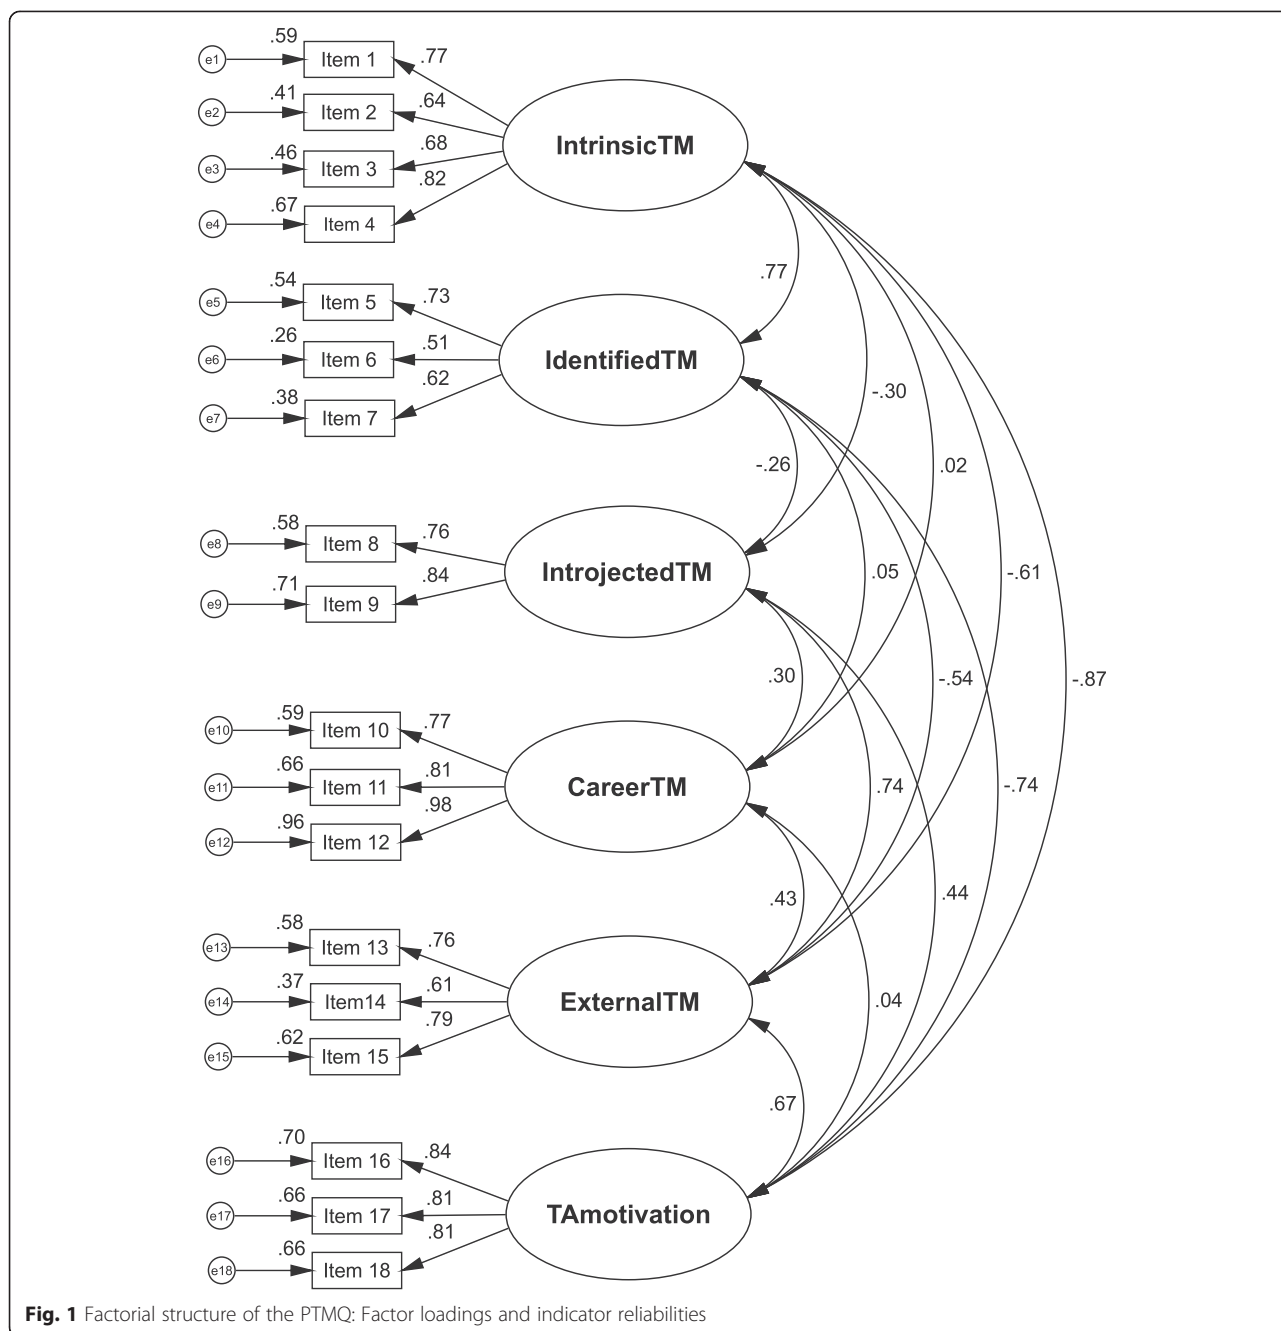 .59
e1 Item 1 .77
.41
e2 Item 2 .64
.46
e3 Item 3 .68
.67
e4 Item 4 .82
IntrinsicTM
.77
.54
e5 Item 5 .73
.26
e6 Item 6 .51
.38
e7 Item 7 .62
IdentifiedTM
-.30
-.26
.02
.58
e8 Item 8 .76
.71
e9 Item 9 .84
IntrojectedTM
.05
-.61
.30
-.54
-.87
.59
e10 Item 10 .77
.66
e11 Item 11 .81
.96
e12 Item 12 .98
CareerTM
.74
-.74
.43
.44
.58
e13 Item 13 .76
.37
e14 Item14 .61
.62
e15 Item 15 .79
ExternalTM
.04
.67
.70
e16 Item 16 .84
.66
e17 Item 17 .81
.66
e18 Item 18 .81
TAmotivation
Fig. 1 Factorial structure of the PTMQ: Factor loadings and indicator reliabilities